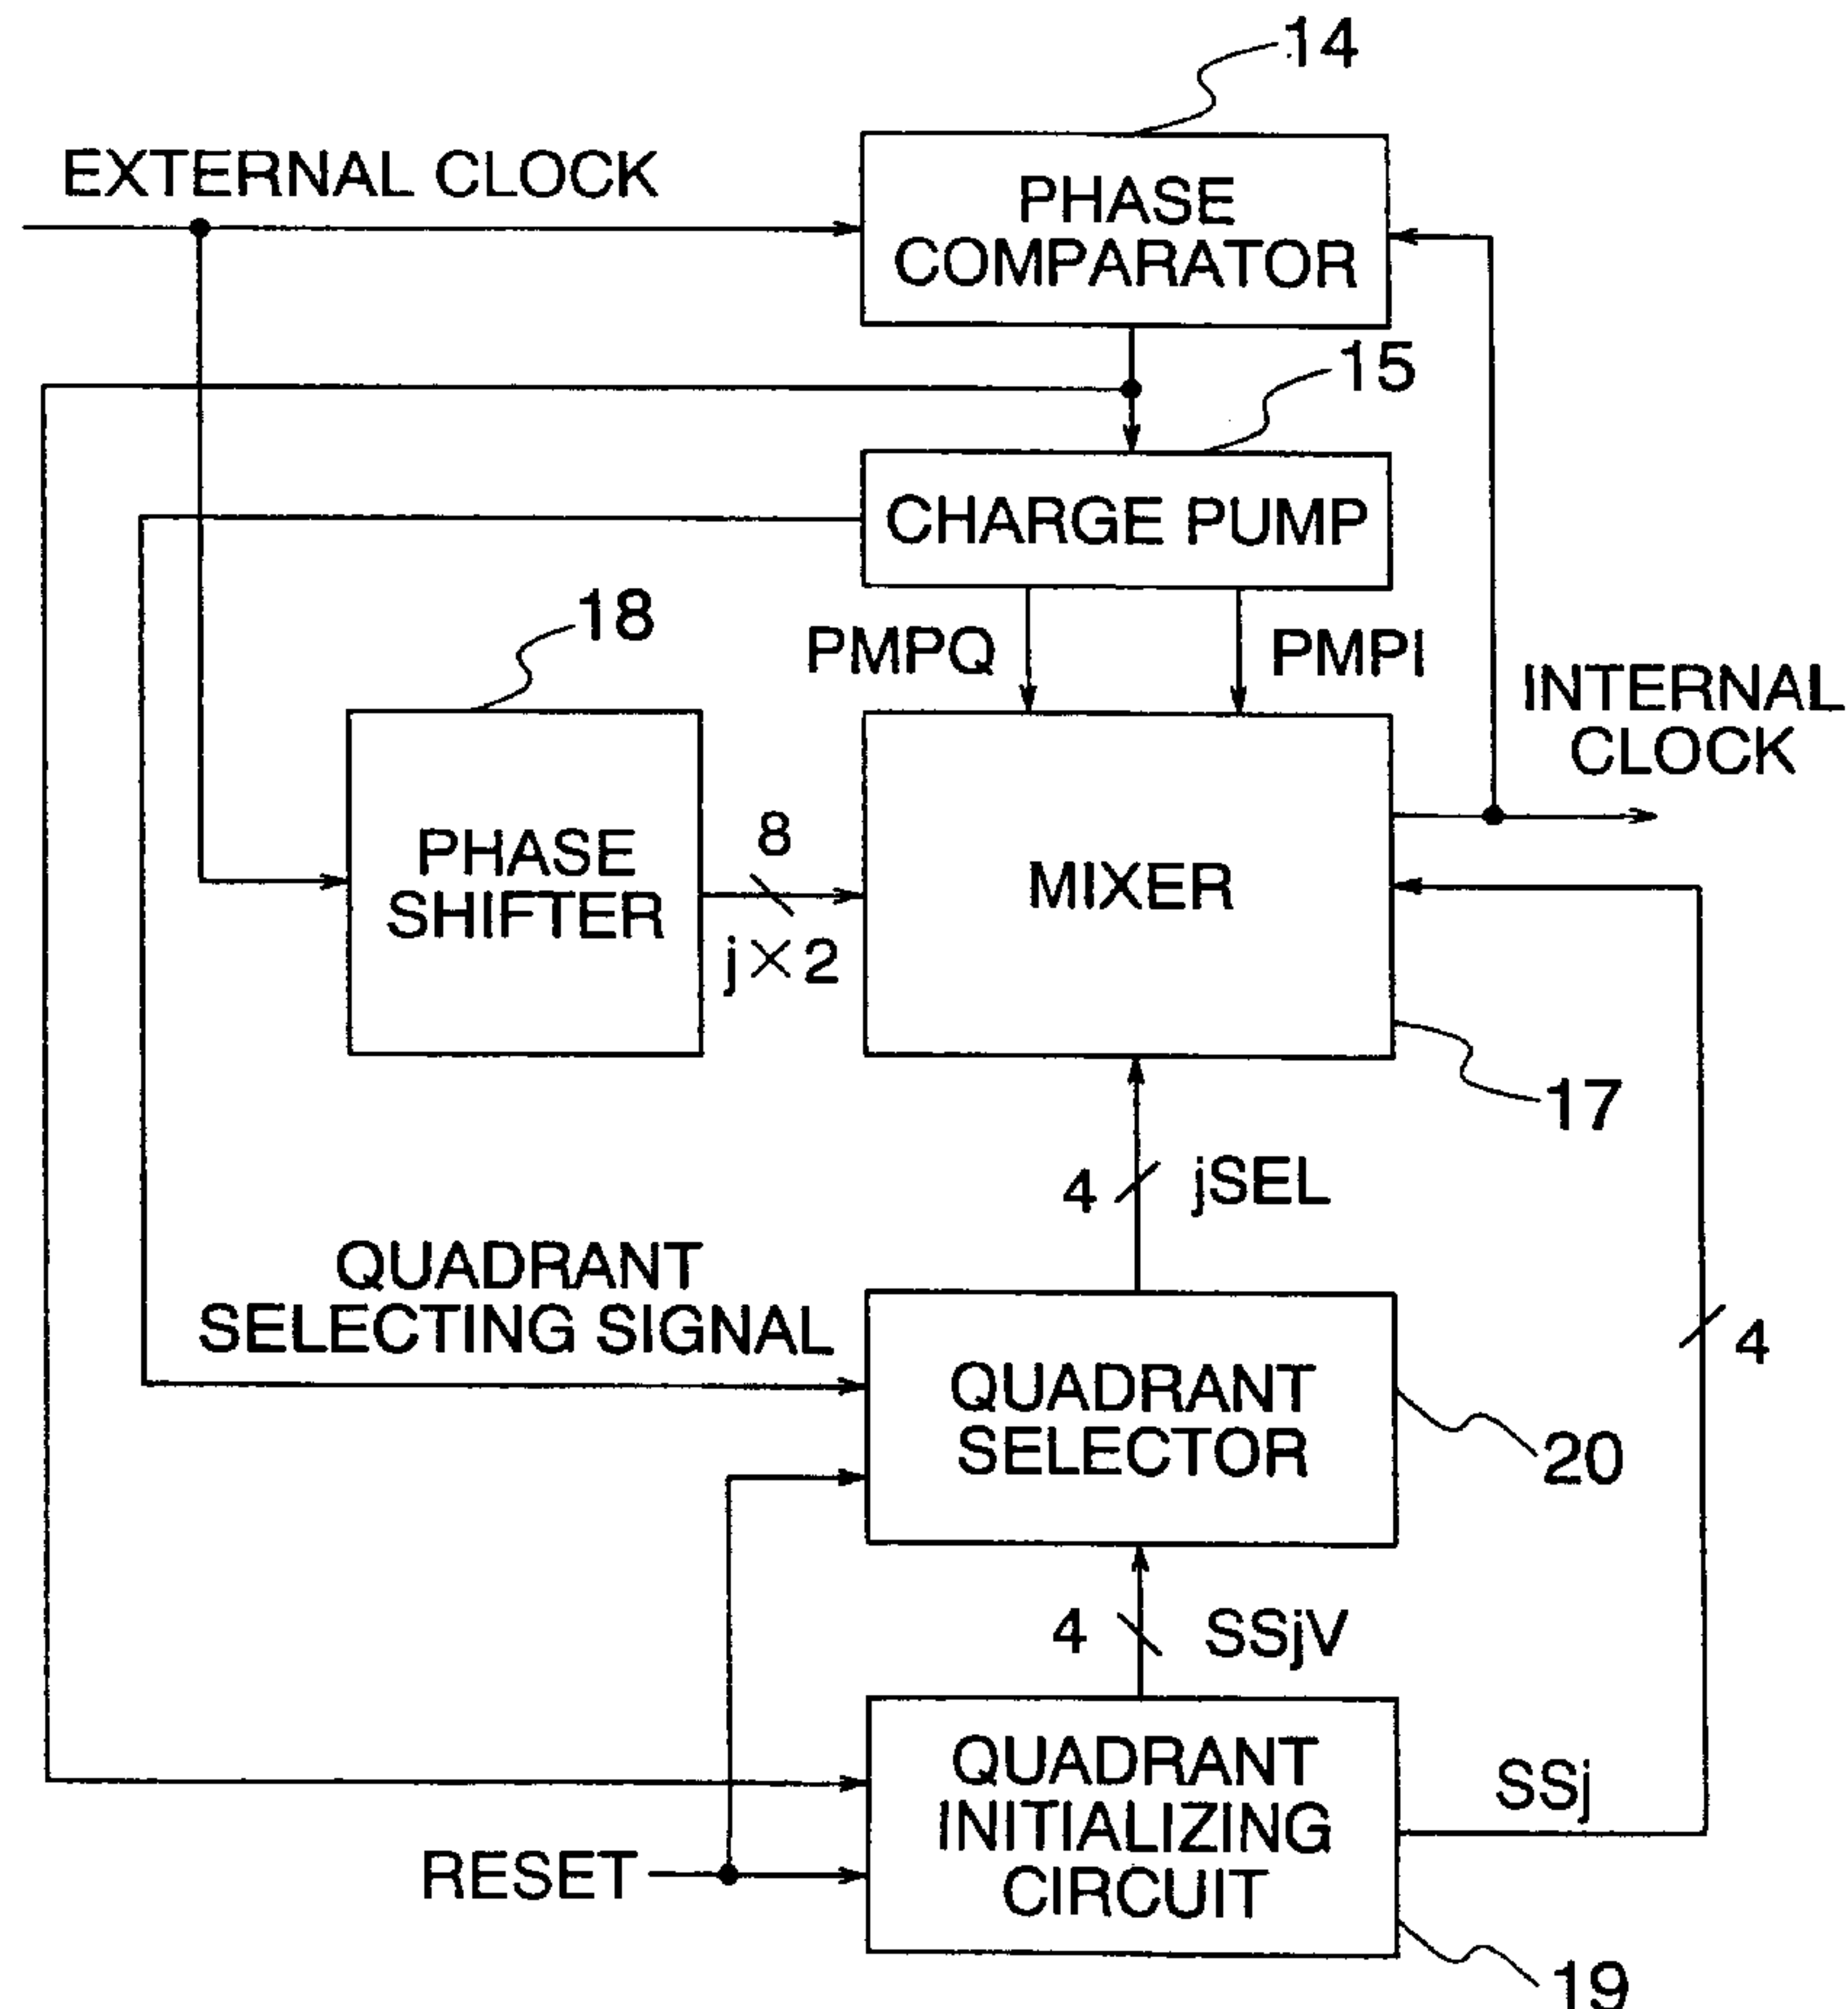 14
EXTERNAL CLOCK
PHASE
COMPARATOR
15
CHARGE PUMP
18
PMPQ
PMPI
INTERNAL
CLOCK
8
PHASE
SHIFTER
j×2
MIXER
17
4
jSEL
QUADRANT
SELECTING SIGNAL
4
QUADRANT
SELECTOR
20
4
SSjV
QUADRANT
INITIALIZING
CIRCUIT
SSj
RESET
19